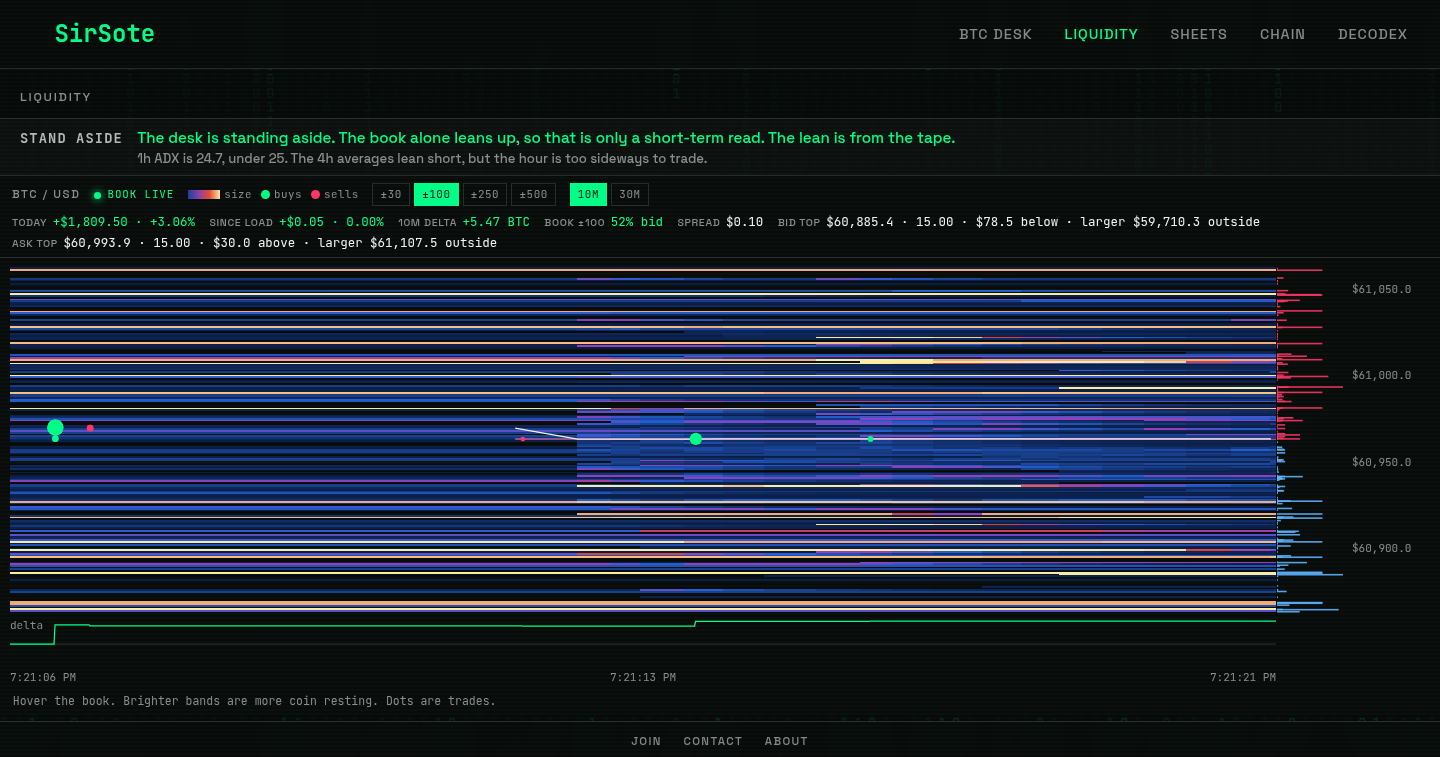 SirSote
BTC DESK LIQUIDITY SHEETS CHAIN DECODEX
LIQUIDITY
STAND ASIDE The desk is standing aside. The book alone leans up, so that is only a short-term read. The lean is from the tape.
1h ADX is 24.7, under 25. The 4h averages lean short, but the hour is too sideways to trade.
BTC / USD BOOK LIVE size buys sells ±30 ±100 ±250 ±500 10M 30M
TODAY +$1,809.50 · +3.06% SINCE LOAD +$0.05 · 0.00% 10M DELTA +5.47 BTC BOOK ±100 52% bid SPREAD $0.10 BID TOP $60,885.4 · 15.00 · $78.5 below · larger $59,710.3 outside
ASK TOP $60,993.9 · 15.00 · $30.0 above · larger $61,107.5 outside
$61,050.0
$61,000.0
$60,950.0
$60,900.0
delta
7:21:06 PM 7:21:13 PM 7:21:21 PM
Hover the book. Brighter bands are more coin resting. Dots are trades.
JOIN CONTACT ABOUT